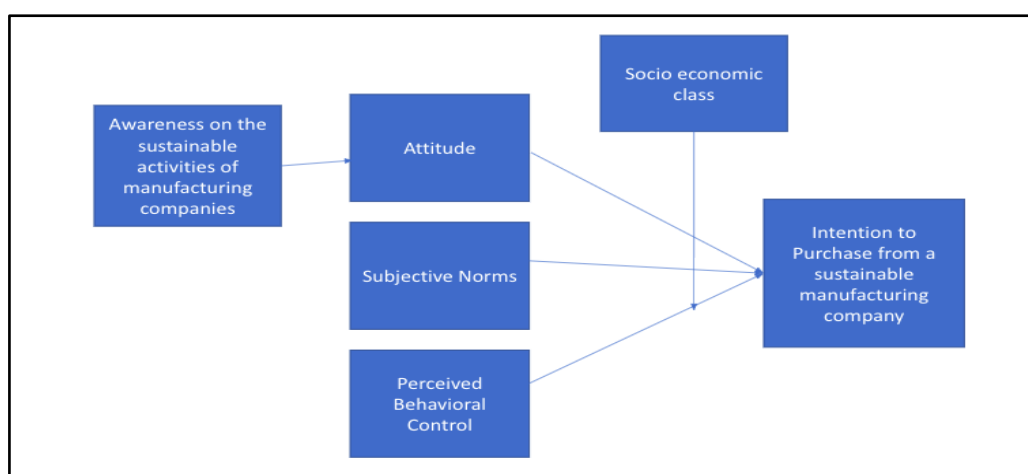 Socio economic
class
Awareness on the
sustainable
activities of
manufacturing
companies
Attitude
Subjective Norms
Intention to
Purchase from a
sustainable
manufacturing
company
Perceived
Behavioral
Control